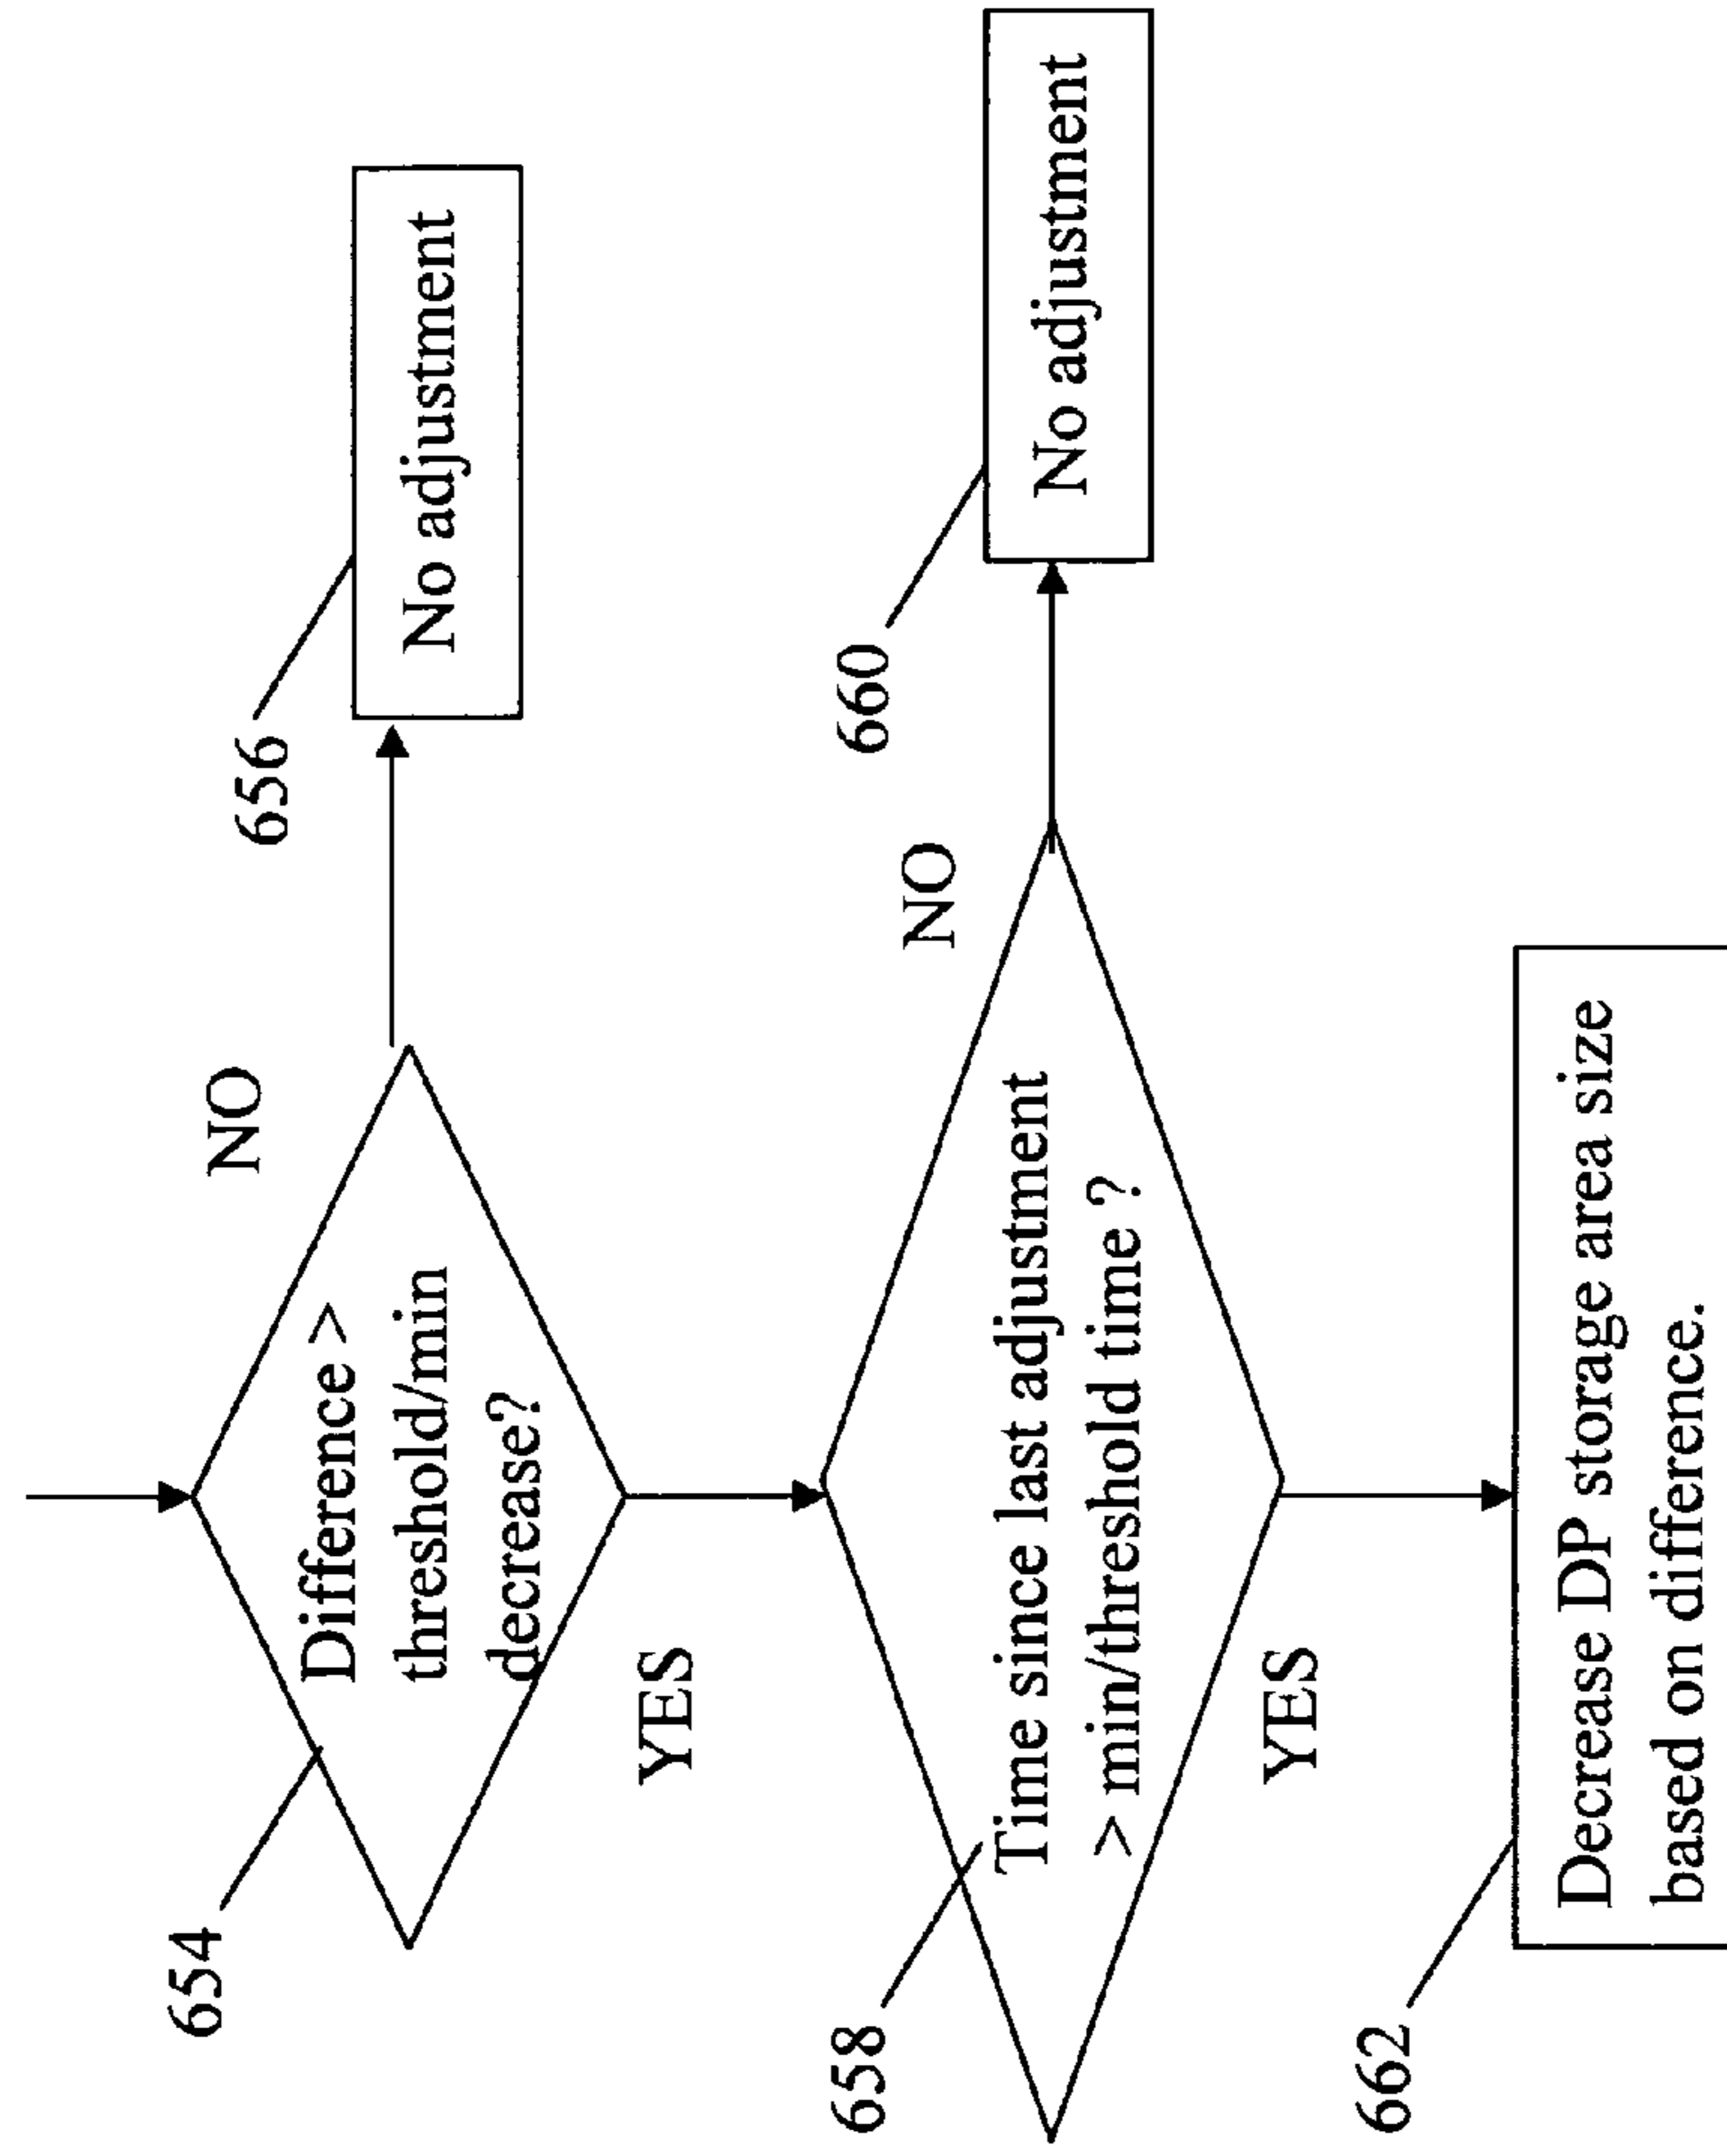 654
Difference >
threshold/min
decrease?
NO
656
No adjustment
YES
658
Time since last adjustment
> min/threshold time ?
NO
660
No adjustment
YES
662
Decrease DP storage area size
based on difference.